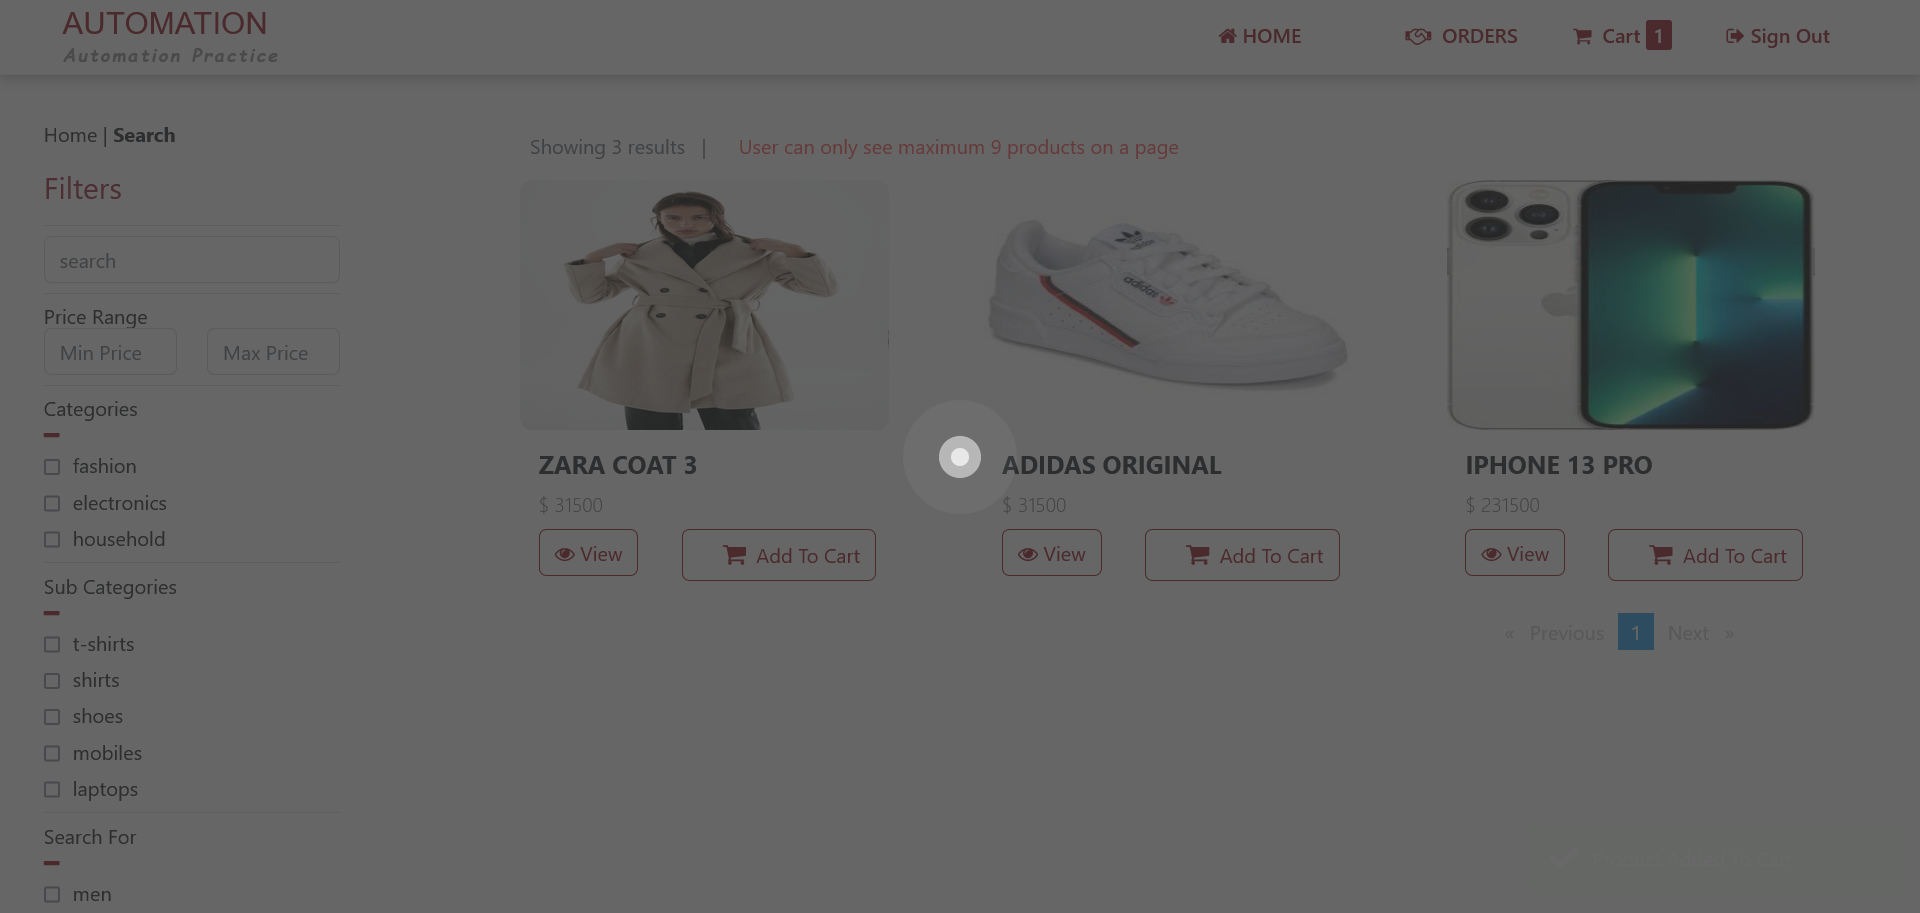 AUTOMATION
Automation Practice
HOME
ORDERS
Cart 1
Sign Out
Home | Search
Showing 3 results | User can only see maximum 9 products on a page
Filters
search
Price Range
Min Price
Max Price
Categories
fashion
electronics
household
Sub Categories
t-shirts
shirts
shoes
mobiles
laptops
Search For
men
adidas
ZARA COAT 3
$ 31500
View
Add To Cart
ADIDAS ORIGINAL
$ 31500
View
Add To Cart
IPHONE 13 PRO
$ 231500
View
Add To Cart
« Previous 1 Next »